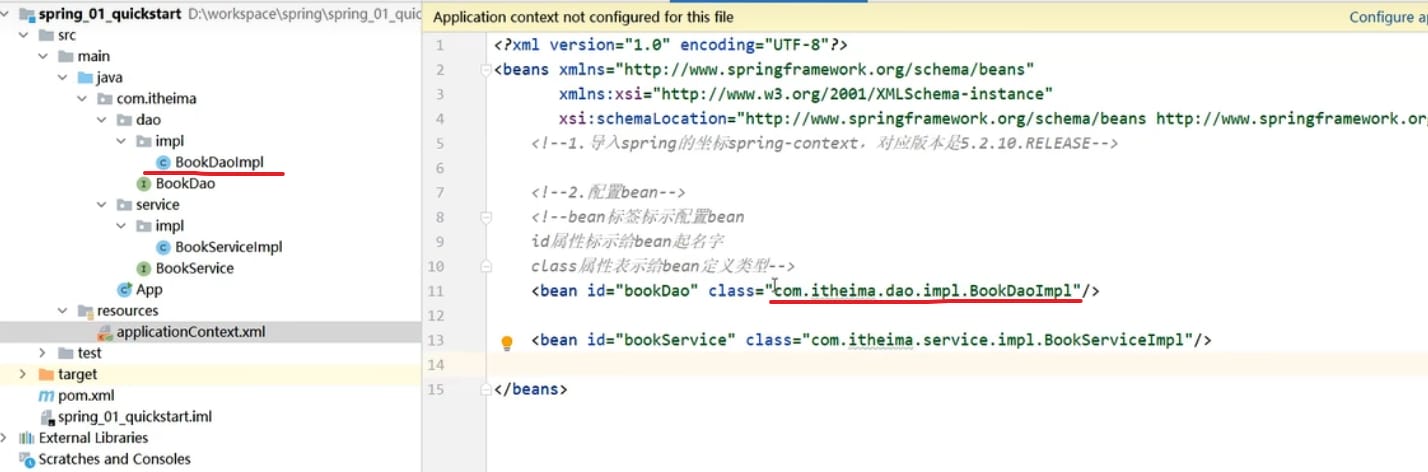 spring_01_quickstart D:\workspace\spring\spring_01_quic
src
main
java
com.itheima
dao
impl
BookDaoImpl
BookDao
service
impl
BookServiceImpl
BookService
App
resources
applicationContext.xml
test
target
pom.xml
spring_01_quickstart.iml
External Libraries
Scratches and Consoles
Application context not configured for this file Configure ap
1 <?xml version="1.0" encoding="UTF-8"?>
2 <beans xmlns="http://www.springframework.org/schema/beans"
3 xmlns:xsi="http://www.w3.org/2001/XMLSchema-instance"
4 xsi:schemaLocation="http://www.springframework.org/schema/beans http://www.springframework.org
5 <!--1.导入spring的坐标spring-context，对应版本是5.2.10.RELEASE-->
6
7 <!--2.配置bean-->
8 <!--bean标签标示配置bean
9 id属性标示给bean起名字
10 class属性表示给bean定义类型-->
11 <bean id="bookDao" class="com.itheima.dao.impl.BookDaoImpl"/>
12
13 <bean id="bookService" class="com.itheima.service.impl.BookServiceImpl"/>
14
15 </beans>